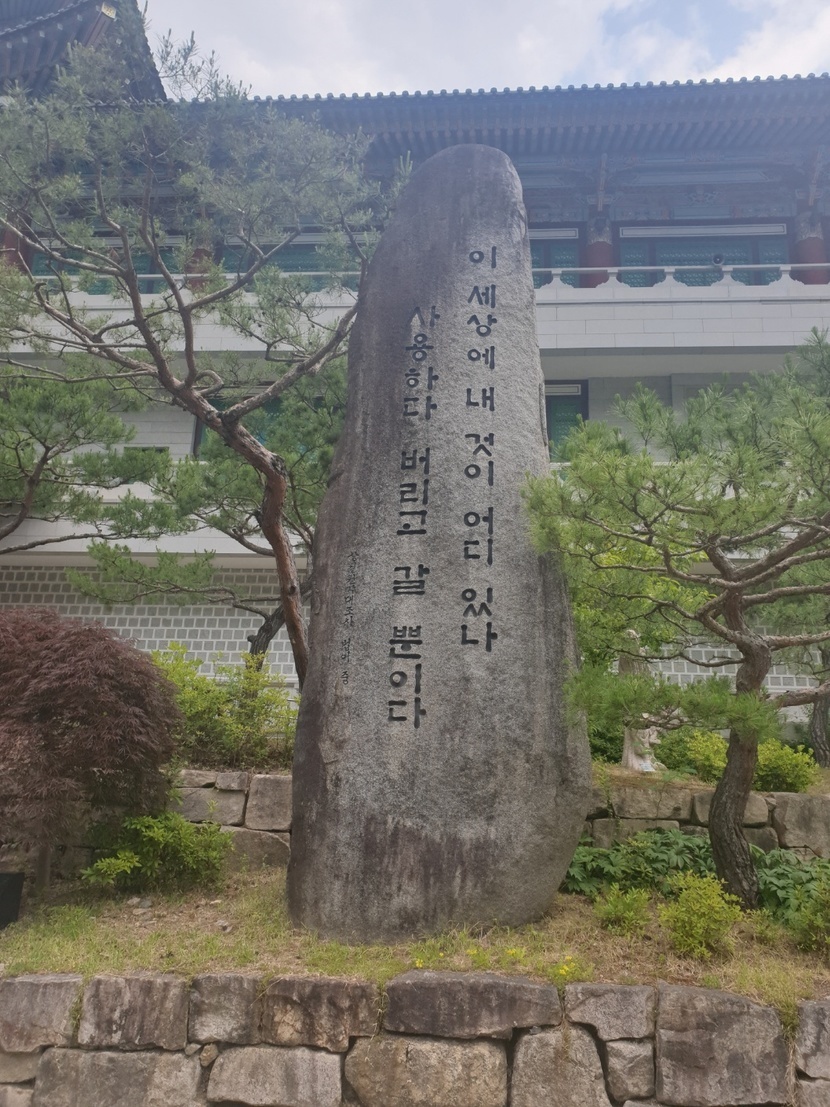 이 세상에 내 것이 어디 있나
사용하다 버리고 갈 뿐이다